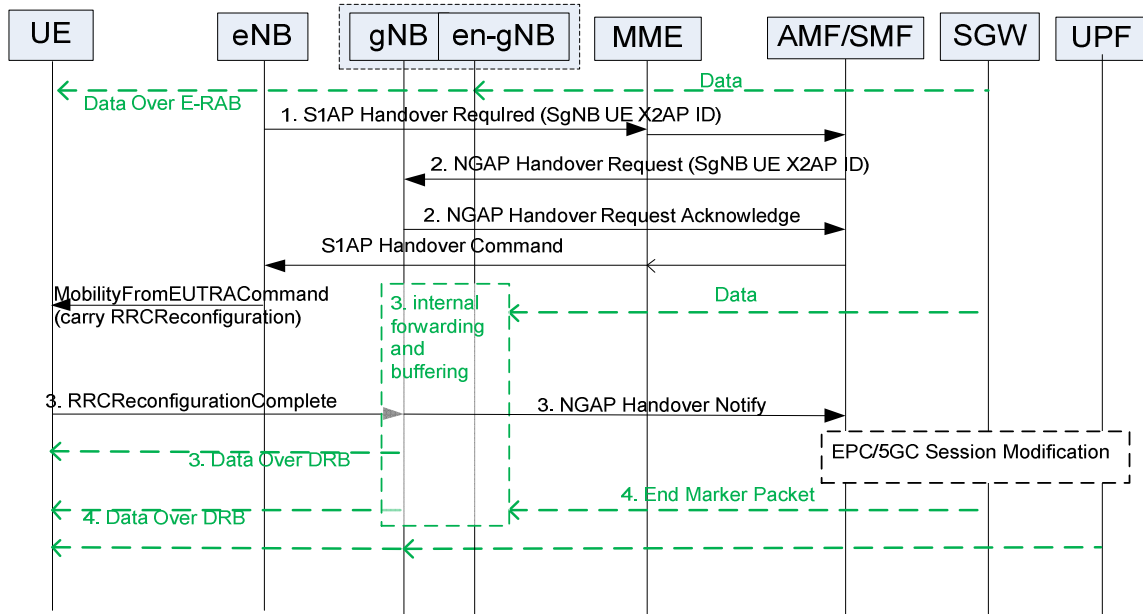 UE
eNB
gNB
en-gNB
MME
AMF/SMF
SGW
UPF
Data Over E-RAB
Data
1. S1AP Handover Required (SgNB UE X2AP ID)
2. NGAP Handover Request (SgNB UE X2AP ID)
2. NGAP Handover Request Acknowledge
S1AP Handover Command
MobilityFromEUTRACommand
(carry RRCReconfiguration)
3. internal
forwarding
and
buffering
Data
3. RRCReconfigurationComplete
3. NGAP Handover Notify
3. Data Over DRB
EPC/5GC Session Modification
4. End Marker Packet
4. Data Over DRB